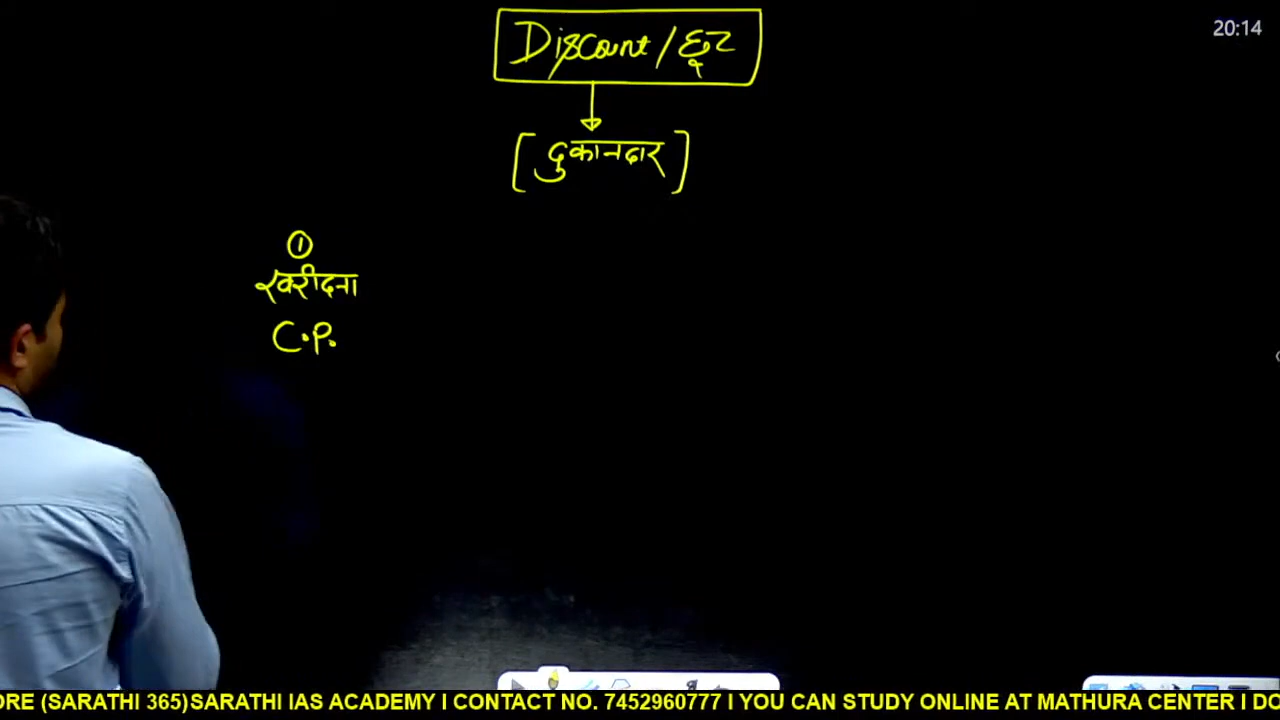 20:14
Discount / छूट
[दुकानदार]
①
खरीदना
C.P.
ORE (SARATHI 365)SARATHI IAS ACADEMY I CONTACT NO. 7452960777 I YOU CAN STUDY ONLINE AT MATHURA CENTER I DO